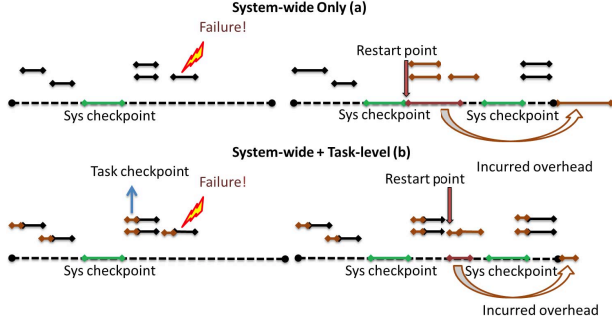 System-wide Only (a)
Failure!
Restart point
Sys checkpoint
Sys checkpoint
Sys checkpoint
System-wide + Task-level (b)
Incurred overhead
Task checkpoint
Failure!
Restart point
Sys checkpoint
Sys checkpoint
Sys checkpoint
Incurred overhead